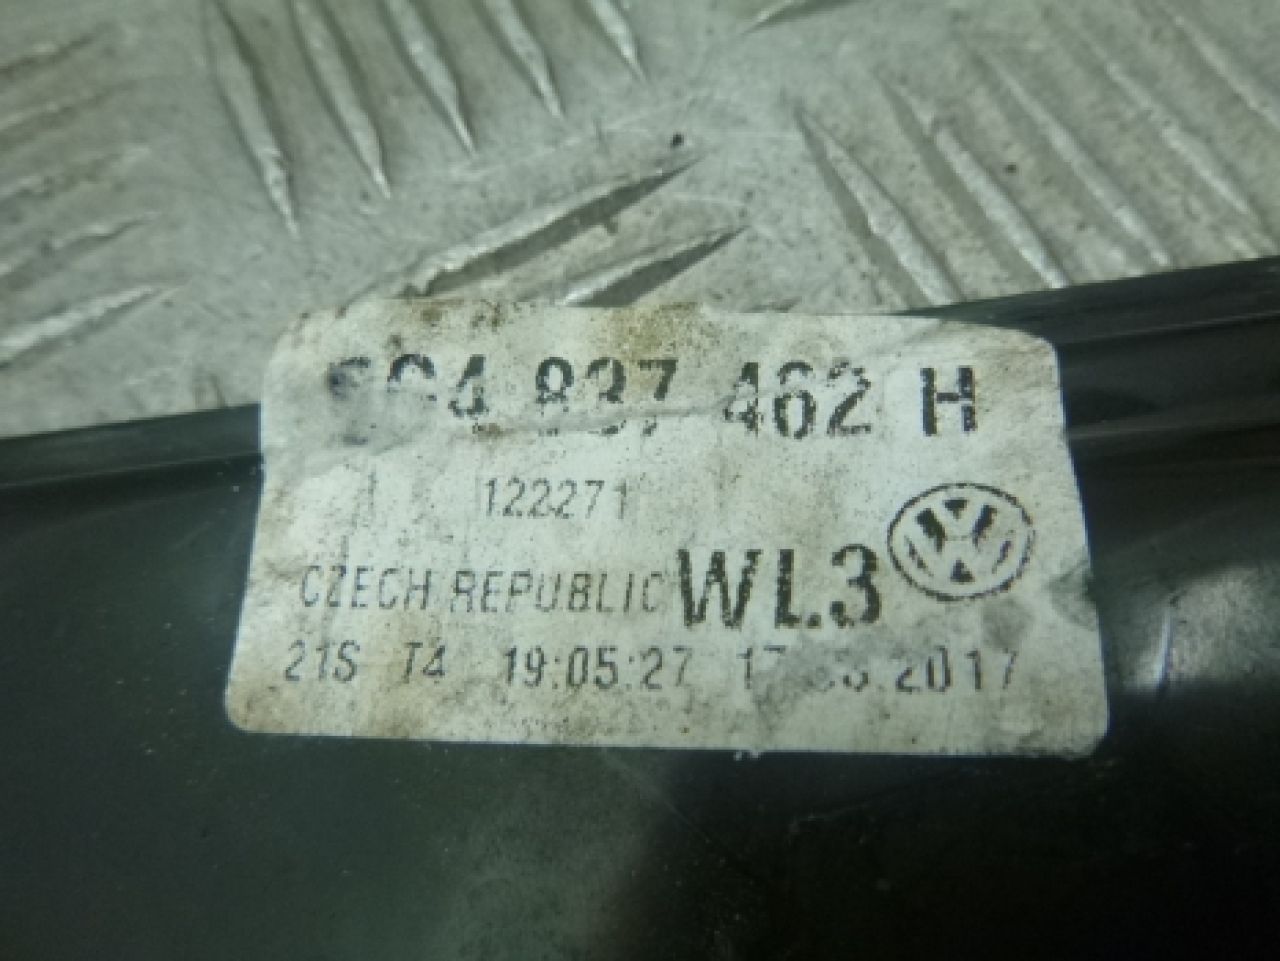 837 462 H
122271
CZECH REPUBLIC WL3
21S T4 19:05:27